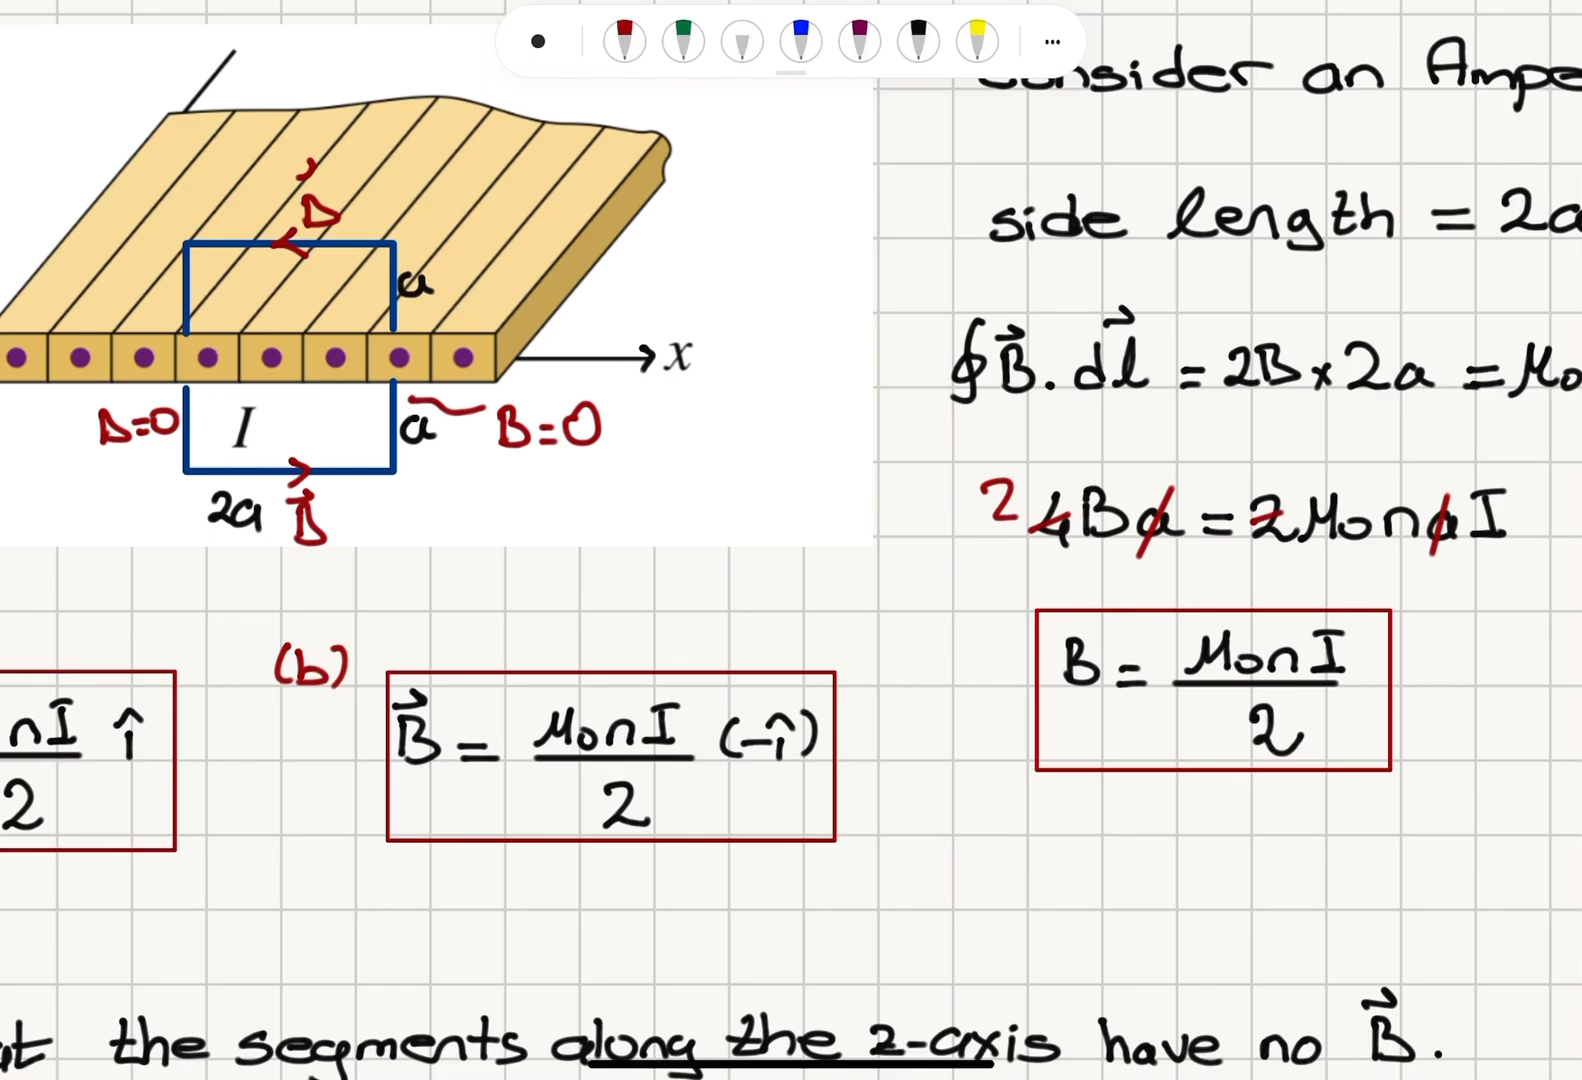 consider an Ampe
side length = 2a
B
a
x
B=0
I
a
B=0
2a
B⃗
∮B⃗.dl⃗ = 2B×2a = μ₀
2 4Ba = 2μ₀naI
B = μ₀nI / 2
nI / 2 î
(b)
B⃗ = μ₀nI / 2 (-î)
the segments along the z-axis have no B⃗.